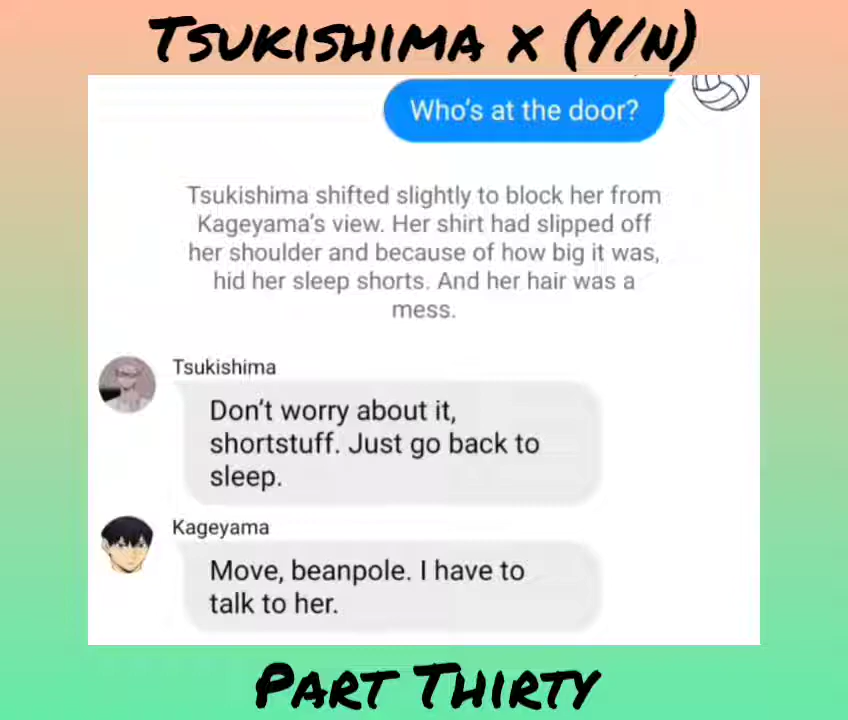 Tsukishima x (Y/N)
Who's at the door?
Tsukishima shifted slightly to block her from
Kageyama's view. Her shirt had slipped off
her shoulder and because of how big it was,
hid her sleep shorts. And her hair was a
mess.
Tsukishima
Don't worry about it,
shortstuff. Just go back to
sleep.
Kageyama
Move, beanpole. I have to
talk to her.
Part Thirty